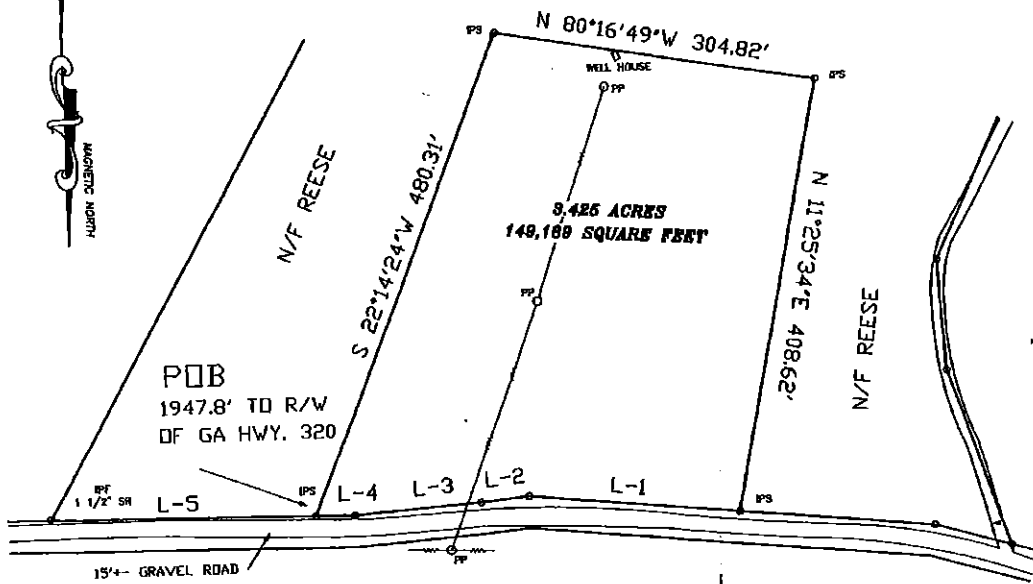 N 80°16'49"W 304.82'
IPS
IPS
WELL HOUSE
PP
MAGNETIC NORTH
N/F REESE
S 22°14'24"W 480.31'
3.425 ACRES
149,189 SQUARE FEET
N 11°25'34"E 408.62'
N/F REESE
PP
POB
1947.8' TO R/W
OF GA HWY. 320
IPF
1 1/2" SR
L-5
IPS
L-4
L-3
L-2
L-1
IPS
PP
15'+- GRAVEL ROAD